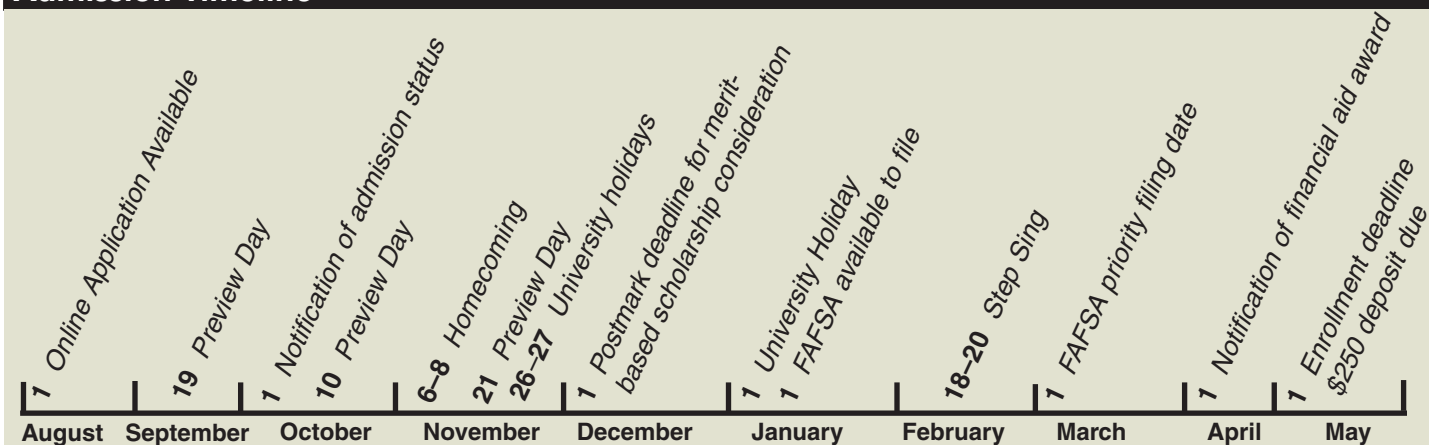 1 Online Application Available
19 Preview Day
1 Notification of admission status
10 Preview Day
6–8 Homecoming
21 Preview Day
26–27 University holidays
1 Postmark deadline for merit-
based scholarship consideration
1 University Holiday
1 FAFSA available to file
18–20 Step Sing
1 FAFSA priority filing date
1 Notification of financial aid award
1 Enrollment deadline
$250 deposit due
August September October November December January February March April May